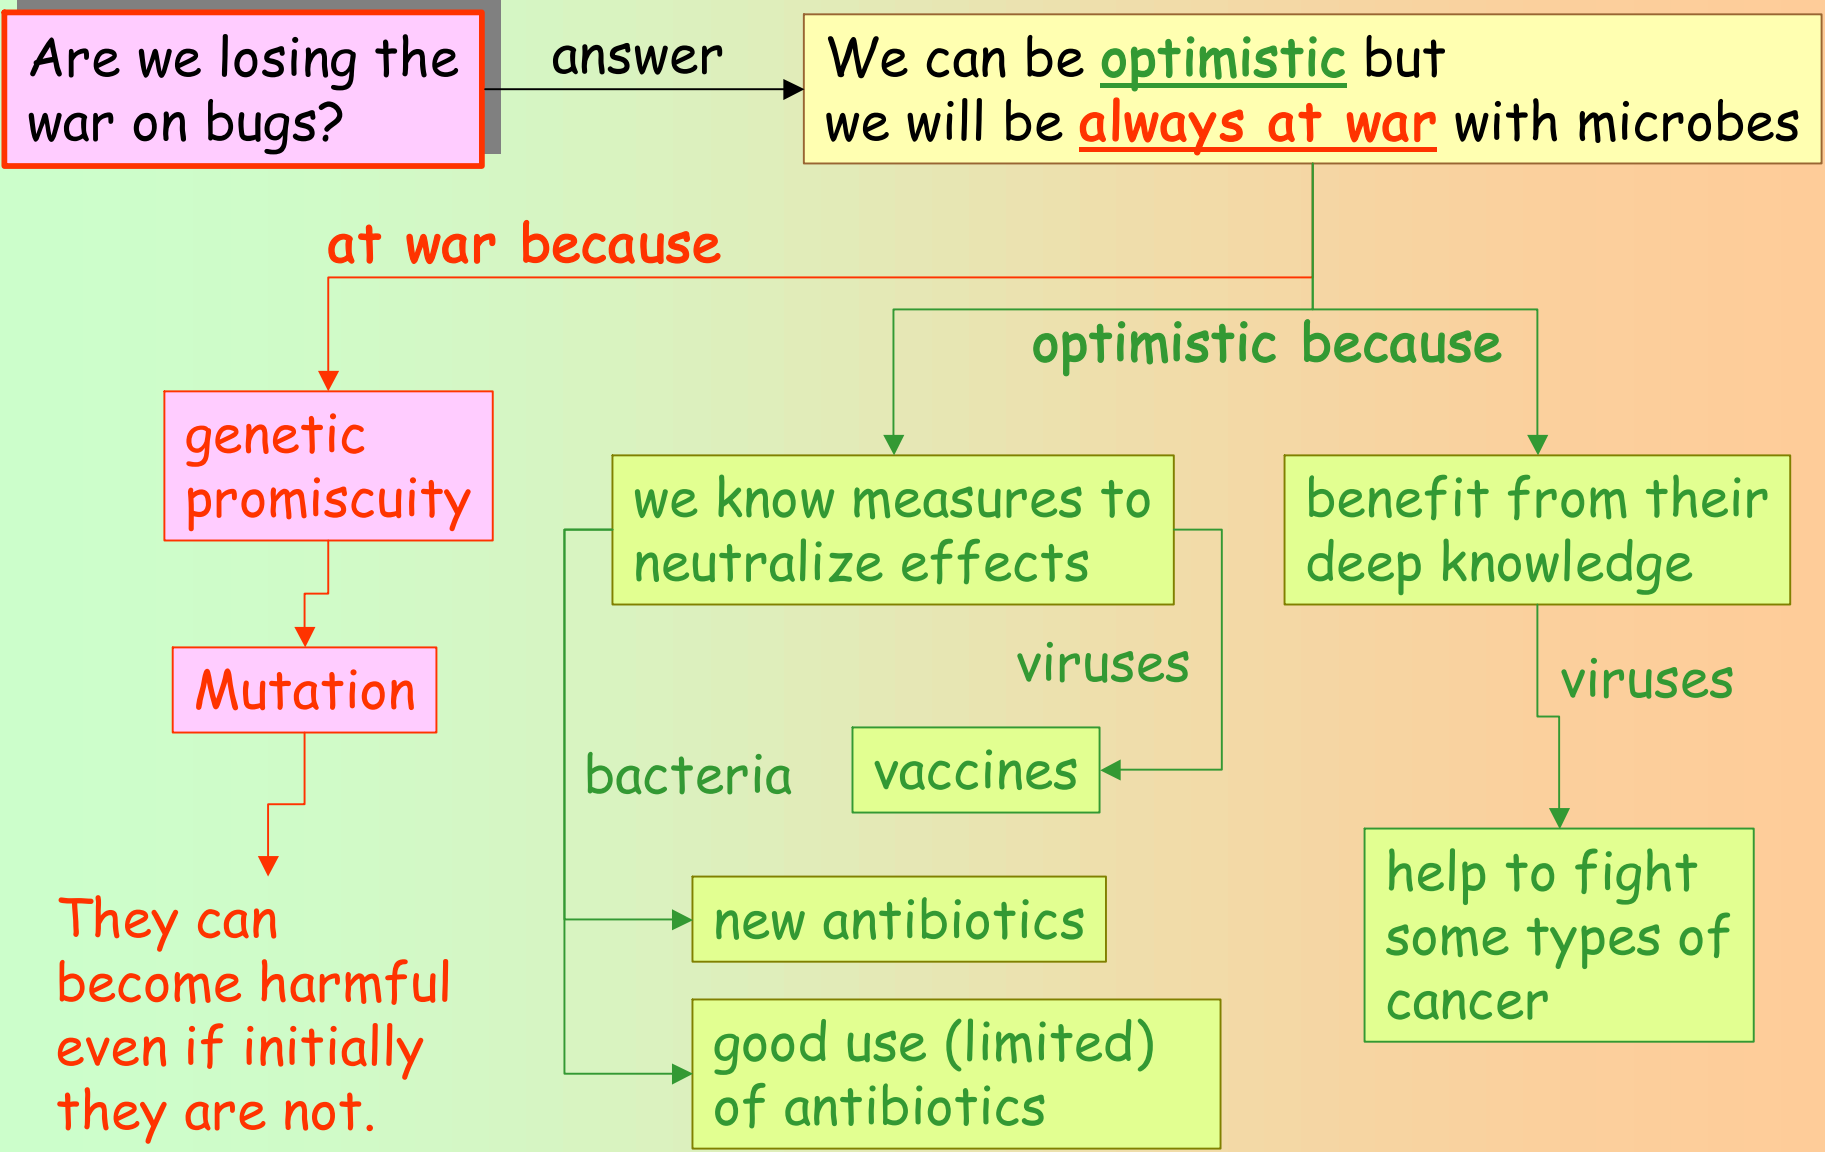 Are we losing the
war on bugs?
answer
We can be optimistic but
we will be always at war with microbes
at war because
optimistic because
genetic
promiscuity
we know measures to
neutralize effects
benefit from their
deep knowledge
Mutation
viruses
viruses
bacteria
vaccines
They can
become harmful
even if initially
they are not.
new antibiotics
good use (limited)
of antibiotics
help to fight
some types of
cancer